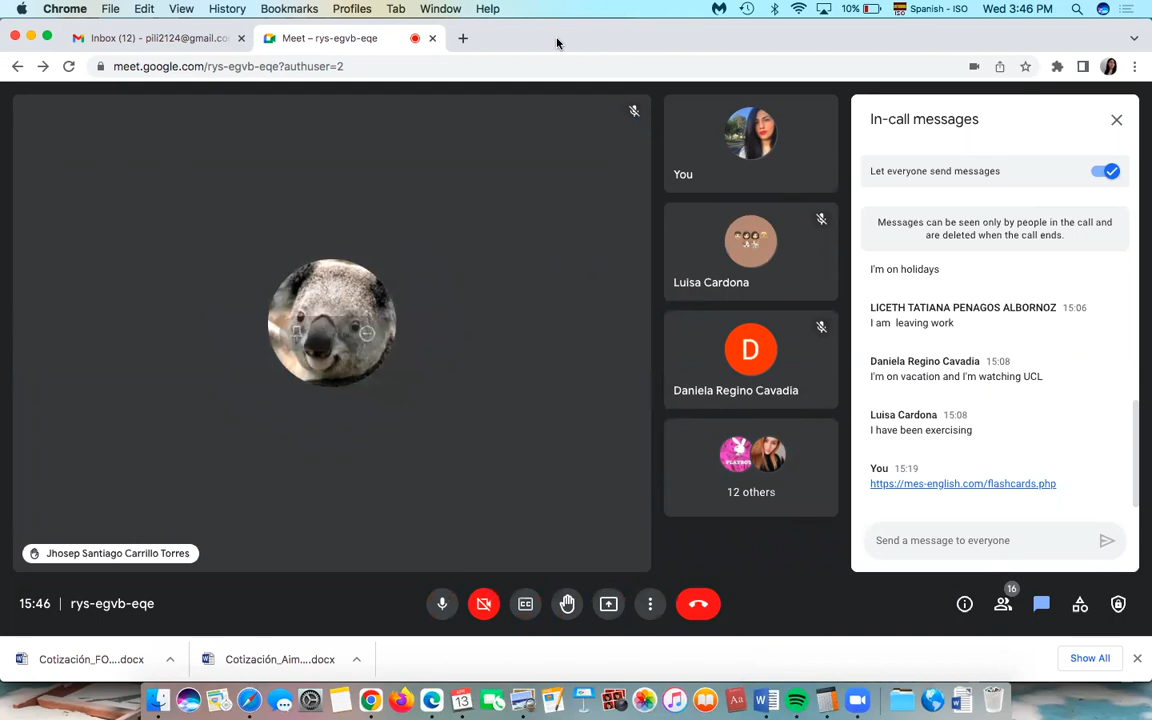 Chrome File Edit View History Bookmarks Profiles Tab Window Help 10% Spanish - ISO Wed 3:46 PM
Inbox (12) - pili2124@gmail.co
Meet – rys-egvb-eqe
meet.google.com/rys-egvb-eqe?authuser=2
In-call messages
Let everyone send messages
Messages can be seen only by people in the call and
are deleted when the call ends.
I'm on holidays
LICETH TATIANA PENAGOS ALBORNOZ 15:06
I am leaving work
Daniela Regino Cavadia 15:08
I'm on vacation and I'm watching UCL
Luisa Cardona 15:08
I have been exercising
You 15:19
https://mes-english.com/flashcards.php
Send a message to everyone
You
Luisa Cardona
D
Daniela Regino Cavadia
PLAYBOY
12 others
Jhosep Santiago Carrillo Torres
15:46 | rys-egvb-eqe
CC
16
Cotización_FO....docx
Cotización_Aim....docx
Show All